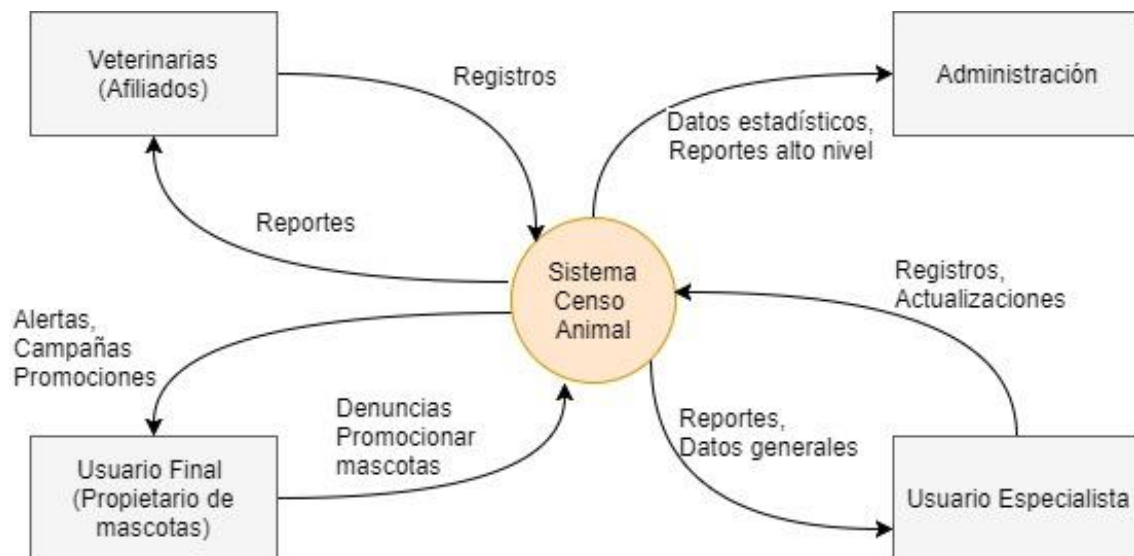 Veterinarias
(Afiliados)
Registros
Administración
Datos estadísticos,
Reportes alto nivel
Reportes
Sistema
Censo
Animal
Registros,
Actualizaciones
Alertas,
Campañas
Promociones
Denuncias
Promocionar
mascotas
Reportes,
Datos generales
Usuario Final
(Propietario de
mascotas)
Usuario Especialista